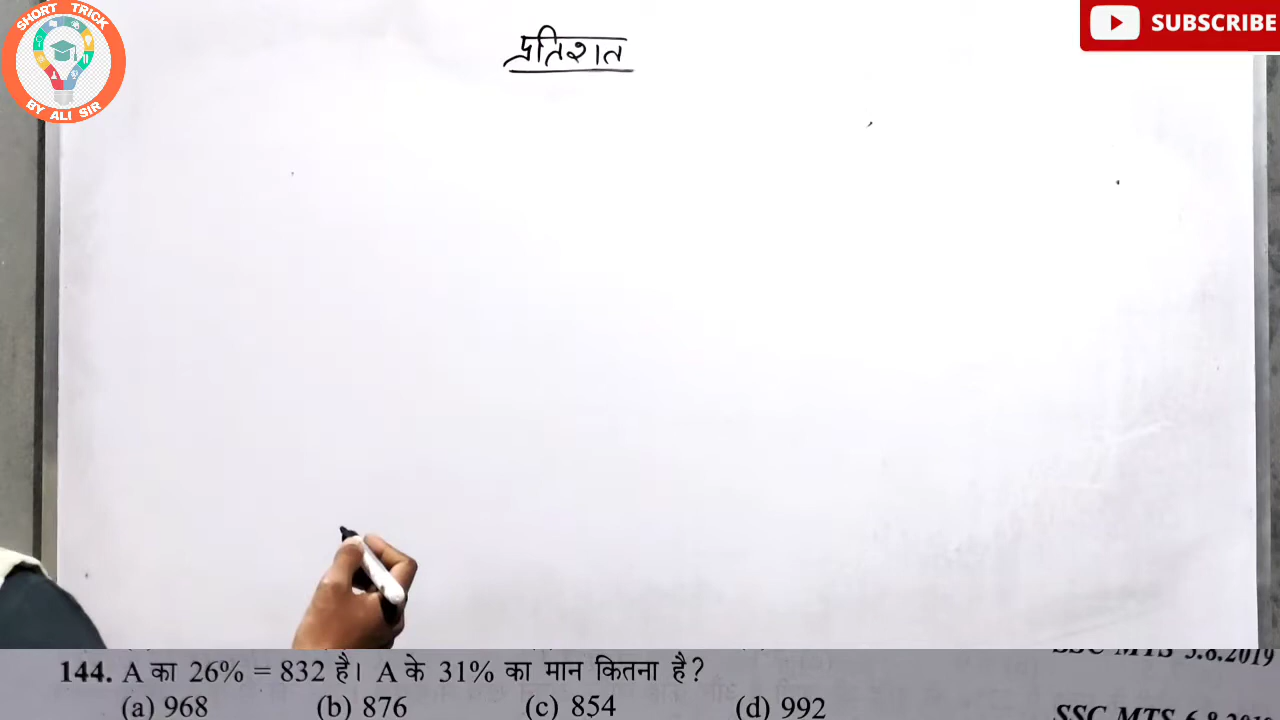 SHORT TRICK
BY ALI SIR
प्रतिशत
SUBSCRIBE
SSC MTS 5.8.2019
144. A का 26% = 832 है। A के 31% का मान कितना है?
(a) 968 (b) 876 (c) 854 (d) 992
SSC MTS 6.8.2019